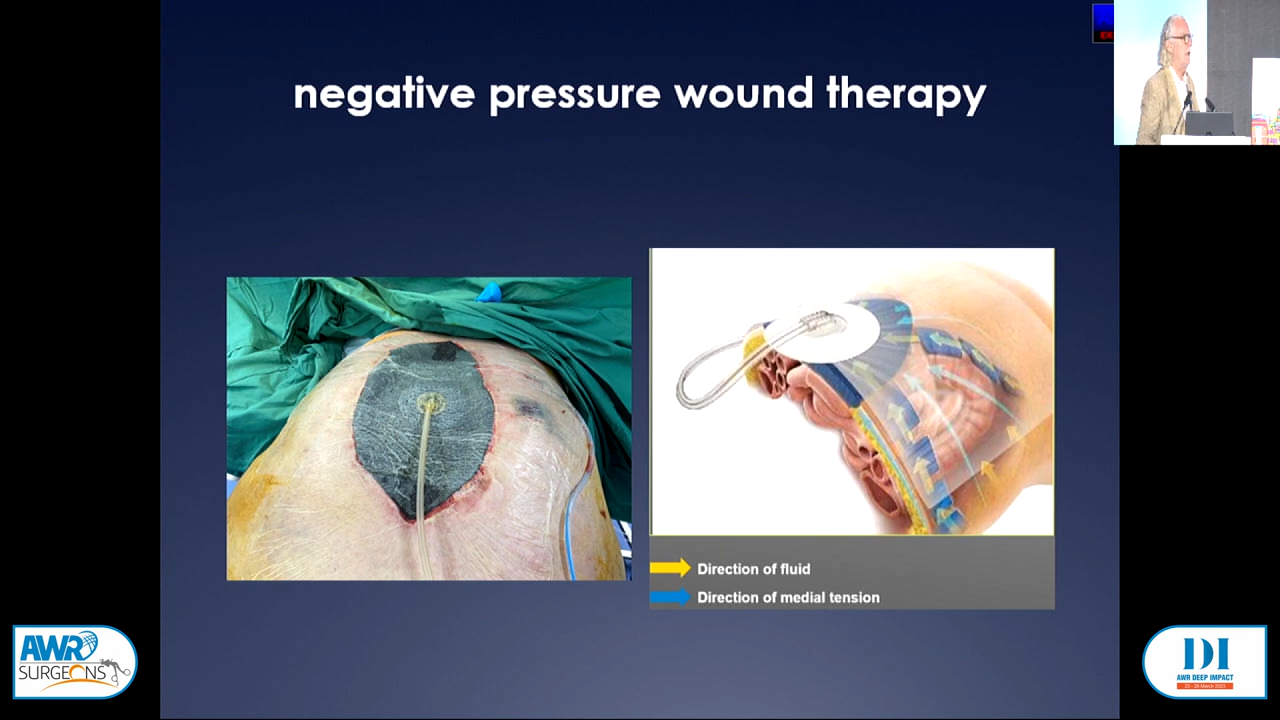 negative pressure wound therapy
Direction of fluid
Direction of medial tension
AWR
SURGEONS
DI
AWR DEEP IMPACT